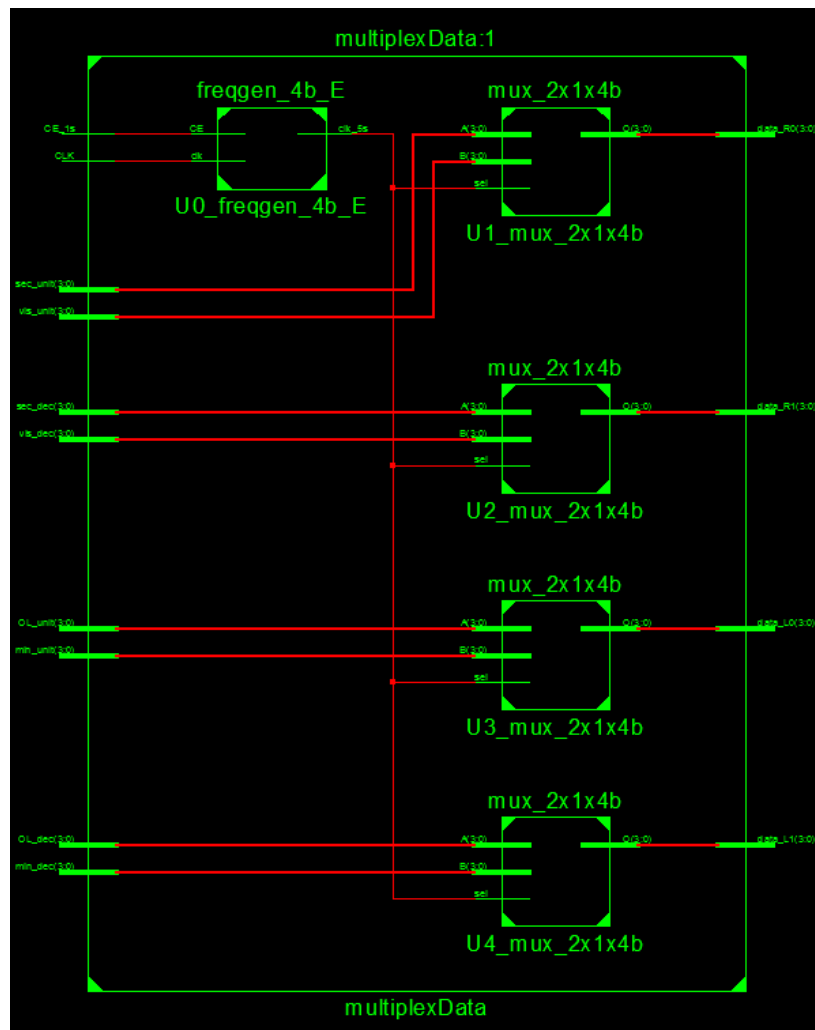 multiplexData:1
freqgen_4b_E
mux_2x1x4b
CE_1s
CE
clk_5s
A(3:0)
O(3:0)
data_R0(3:0)
CLK
clk
B(3:0)
sel
U0_freqgen_4b_E
U1_mux_2x1x4b
sec_unit(3:0)
vis_unit(3:0)
mux_2x1x4b
sec_dec(3:0)
A(3:0)
O(3:0)
data_R1(3:0)
vis_dec(3:0)
B(3:0)
sel
U2_mux_2x1x4b
mux_2x1x4b
OL_unit(3:0)
A(3:0)
O(3:0)
data_L0(3:0)
min_unit(3:0)
B(3:0)
sel
U3_mux_2x1x4b
mux_2x1x4b
OL_dec(3:0)
A(3:0)
O(3:0)
data_L1(3:0)
min_dec(3:0)
B(3:0)
sel
U4_mux_2x1x4b
multiplexData